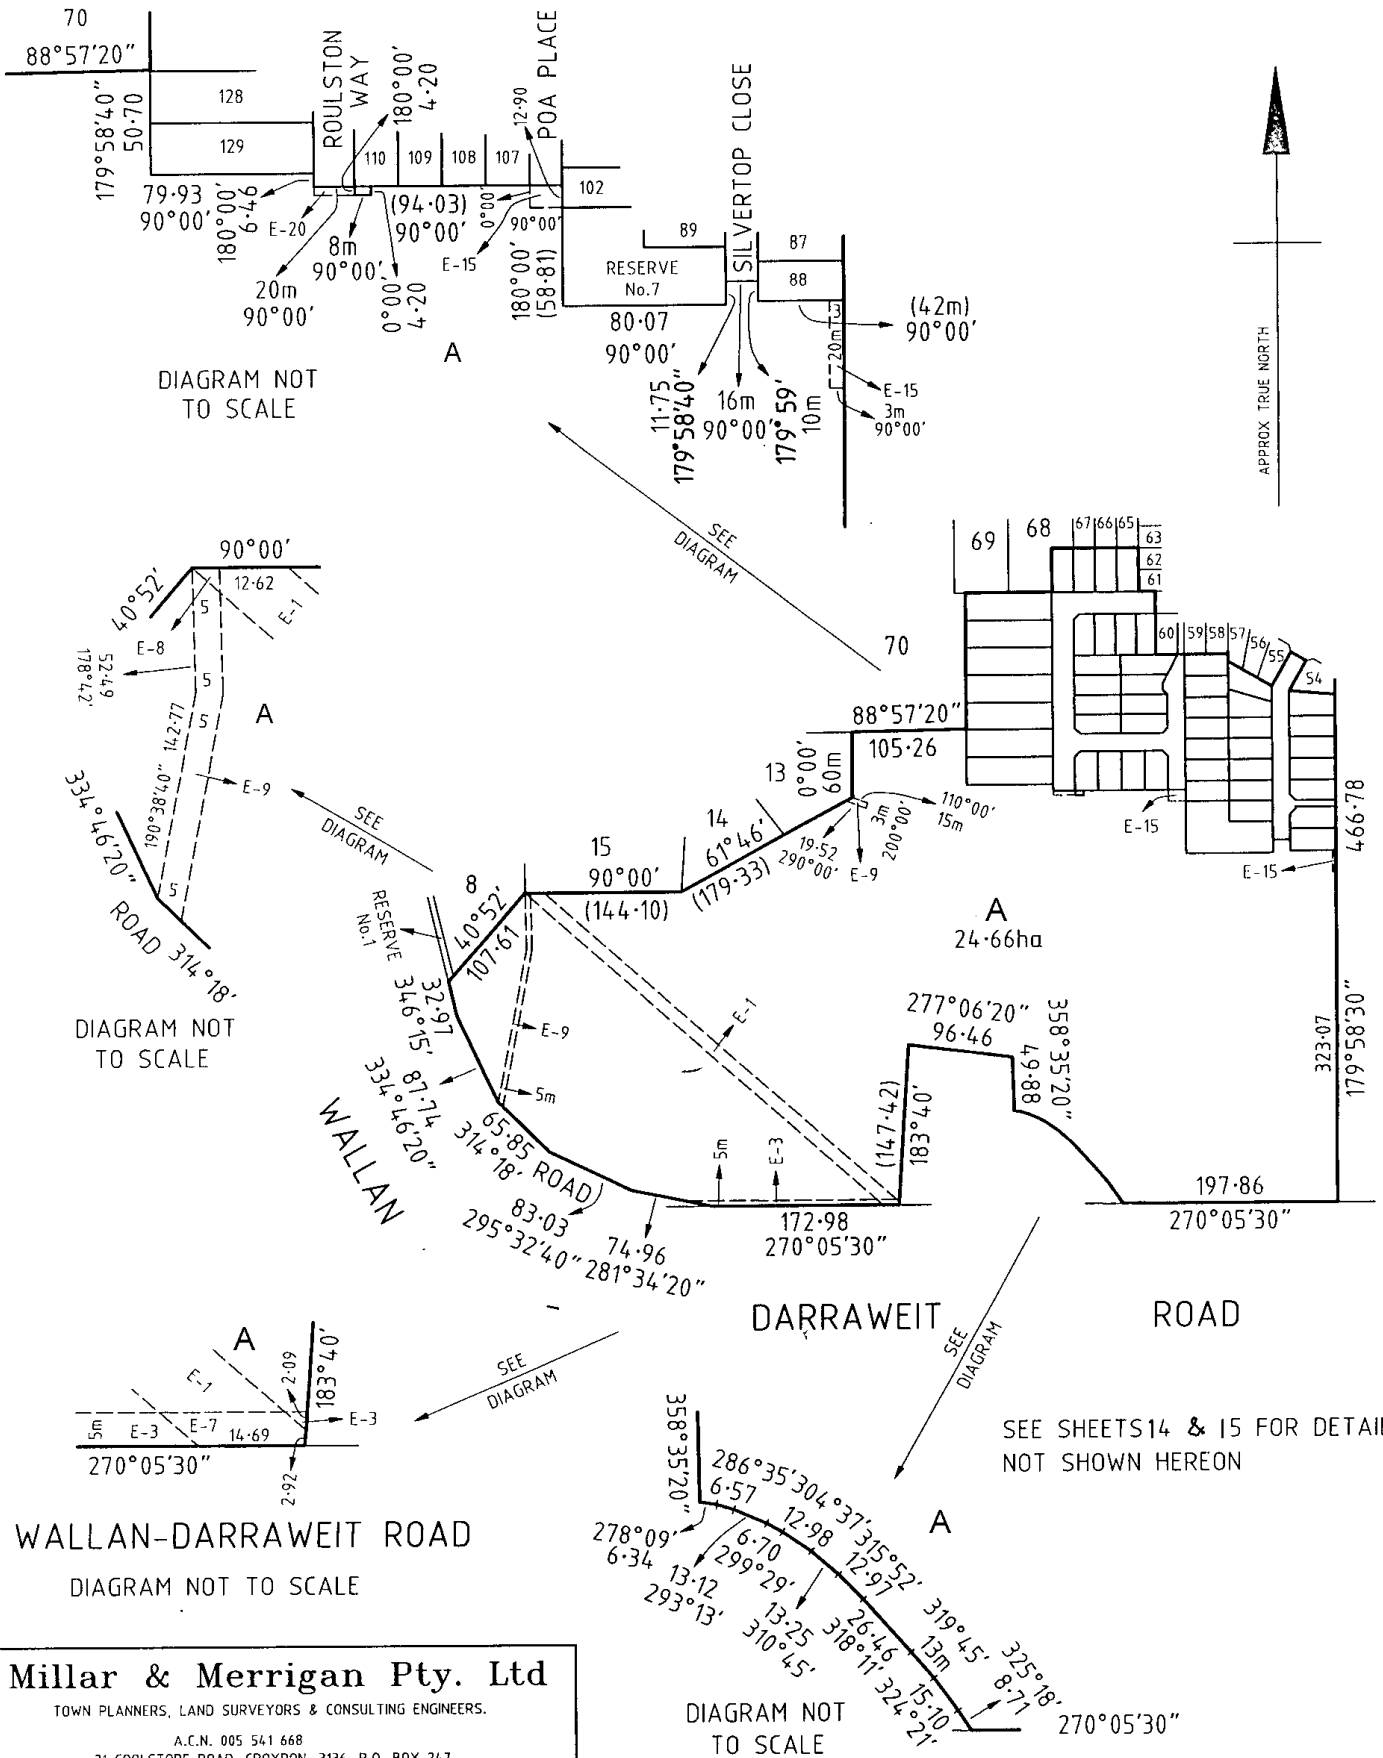 70
88°57'20"
179°58'40"
50·70
128
129
ROULSTON
WAY
180°00'
4·20
POA PLACE
12·90
110
109
108
107
102
SILVERTOP CLOSE
79·93
90°00'
180°00'
6·46
E-20
8m
90°00'
20m
90°00'
0°00'
4·20
(94·03)
90°00'
0°00'
E-15
90°00'
180°00'
(58·81)
89
87
88
RESERVE
No.7
80·07
90°00'
(42m)
90°00'
3
20m
E-15
3m
90°00'
11·75
179°58'40"
16m
90°00'
179°59'
10m
A
DIAGRAM NOT
TO SCALE
APPROX TRUE NORTH
SEE
DIAGRAM
90°00'
12·62
40°52'
5
E-1
E-8
52·49
178°42'
5
5
A
190°38'40" 142·77
E-9
334°46'20"
5
ROAD 314°18'
DIAGRAM NOT
TO SCALE
SEE
DIAGRAM
69
68
67
66
65
63
62
61
60
59
58
57
56
55
54
70
88°57'20"
105·26
13
0°00'
60m
14
61°46'
(179·33)
3m
200°00'
110°00'
15m
19·52
290°00'
E-9
E-15
E-15
466·78
15
90°00'
(144·10)
8
40°52'
107·61
RESERVE
No.1
A
24·66ha
32·97
346°15'
E-9
E-1
277°06'20"
96·46
358°35'20"
49·88
323·07
179°58'30"
87·74
334°46'20"
5m
65·85
314°18'
ROAD
WALLAN
83·03
295°32'40"
74·96
281°34'20"
5m
E-3
(147·42)
183°40'
172·98
270°05'30"
197·86
270°05'30"
DARRAWEIT ROAD
SEE
DIAGRAM
SEE
DIAGRAM
A
E-1
2·09
183°40'
5m
E-3
E-7
14·69
E-3
270°05'30"
2·92
WALLAN-DARRAWEIT ROAD
DIAGRAM NOT TO SCALE
SEE SHEETS 14 & 15 FOR DETAIL
NOT SHOWN HEREON
358°35'20"
286°35'
6·57
304°37'
12·98
315°52'
12·97
A
278°09'
6·34
6·70
299°29'
13·12
293°13'
13·25
310°45'
26·46
318°11'
319°45'
13m
15·10
324°21'
325°18'
8·71
270°05'30"
DIAGRAM NOT
TO SCALE
Millar & Merrigan Pty. Ltd
TOWN PLANNERS, LAND SURVEYORS & CONSULTING ENGINEERS.
A.C.N. 005 541 668